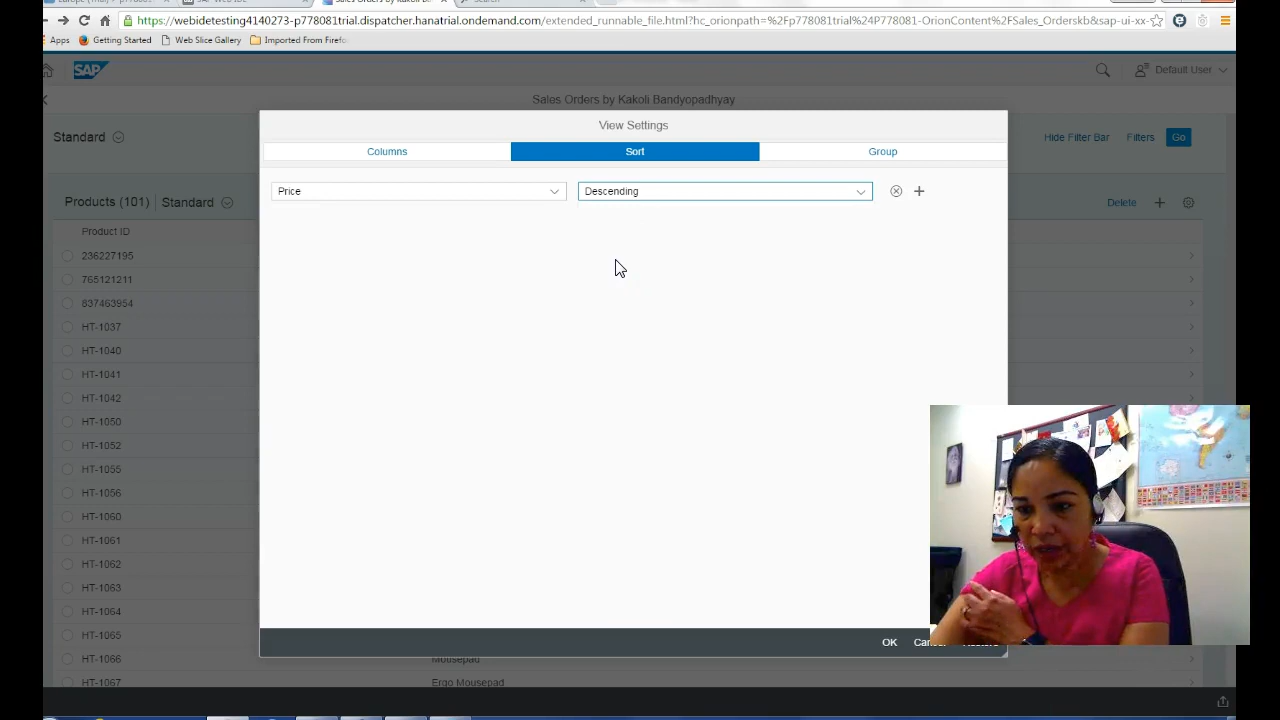 https://webidetesting4140273-p778081trial.dispatcher.hanatrial.ondemand.com/extended_runnable_file.html?hc_orionpath=%2Fp778081trial%24P778081-OrionContent%2FSales_Orderskb&sap-ui-xx-
Apps Getting Started Web Slice Gallery Imported From Firefo
SAP Default User
Sales Orders by Kakoli Bandyopadhyay
View Settings
Standard Hide Filter Bar Filters Go
Columns Sort Group
Price Descending
Products (101) Standard Delete
Product ID
236227195
765121211
837463954
HT-1037
HT-1040
HT-1041
HT-1042
HT-1050
HT-1052
HT-1055
HT-1056
HT-1060
HT-1061
HT-1062
HT-1063
HT-1064
HT-1065
OK
HT-1066 Mousepad
HT-1067 Ergo Mousepad